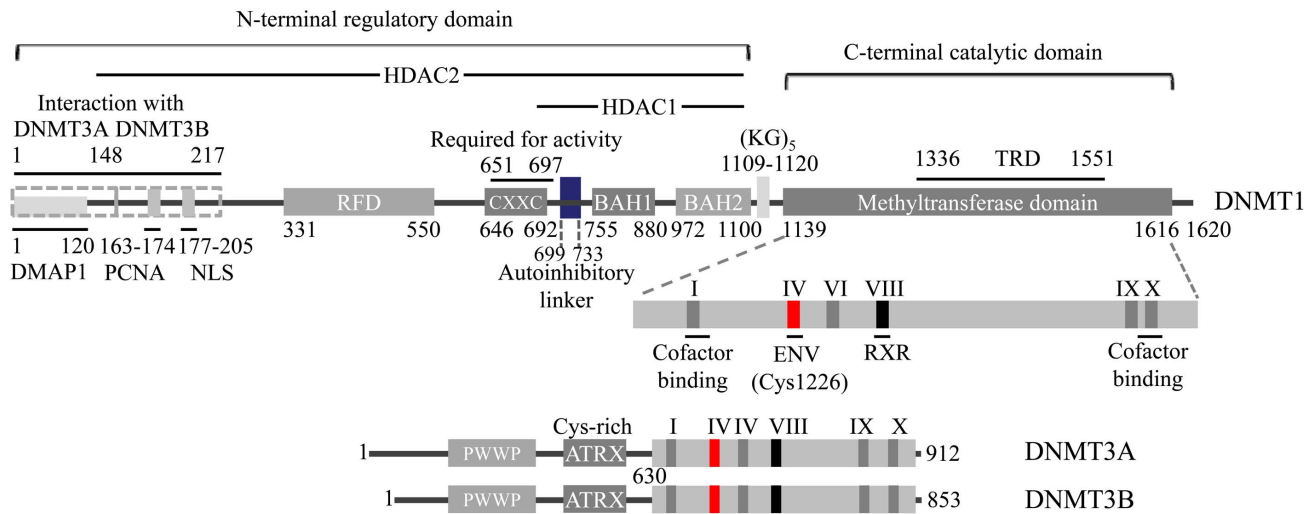 N-terminal regulatory domain
C-terminal catalytic domain
HDAC2
HDAC1
Interaction with
DNMT3A DNMT3B
1 148 217
Required for activity
651 697
(KG)5
1109-1120
1336 TRD 1551
RFD CXXC BAH1 BAH2 Methyltransferase domain DNMT1
1 120 163-174 177-205 331 550 646 692 755 880 972 1100 1139 1616 1620
699 733
DMAP1 PCNA NLS
Autoinhibitory
linker
I IV VI VIII IX X
Cofactor
binding
ENV
(Cys1226)
RXR
Cofactor
binding
Cys-rich I IV IV VIII IX X
1 PWWP ATRX 912 DNMT3A
630
1 PWWP ATRX 853 DNMT3B